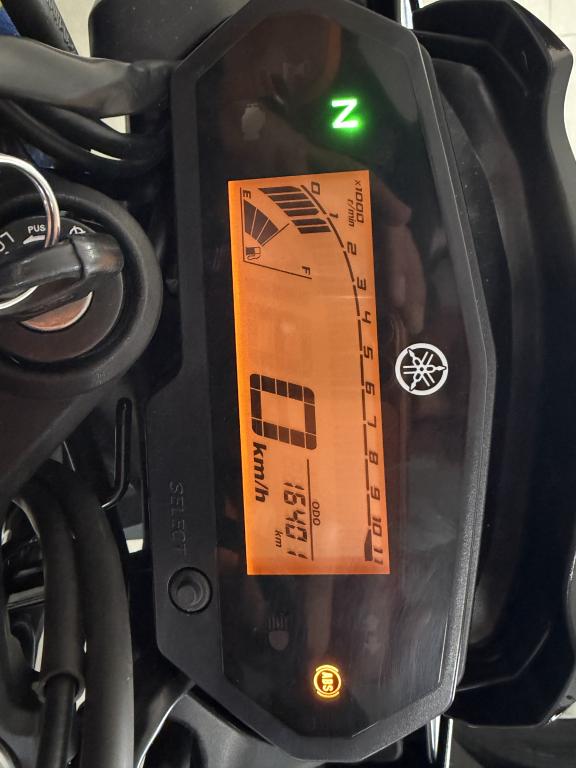 N
x1000
r/min
0 1 2 3 4 5 6 7 8 9 10 11
E
F
0 km/h
ODO
16401
km
SELECT
ABS